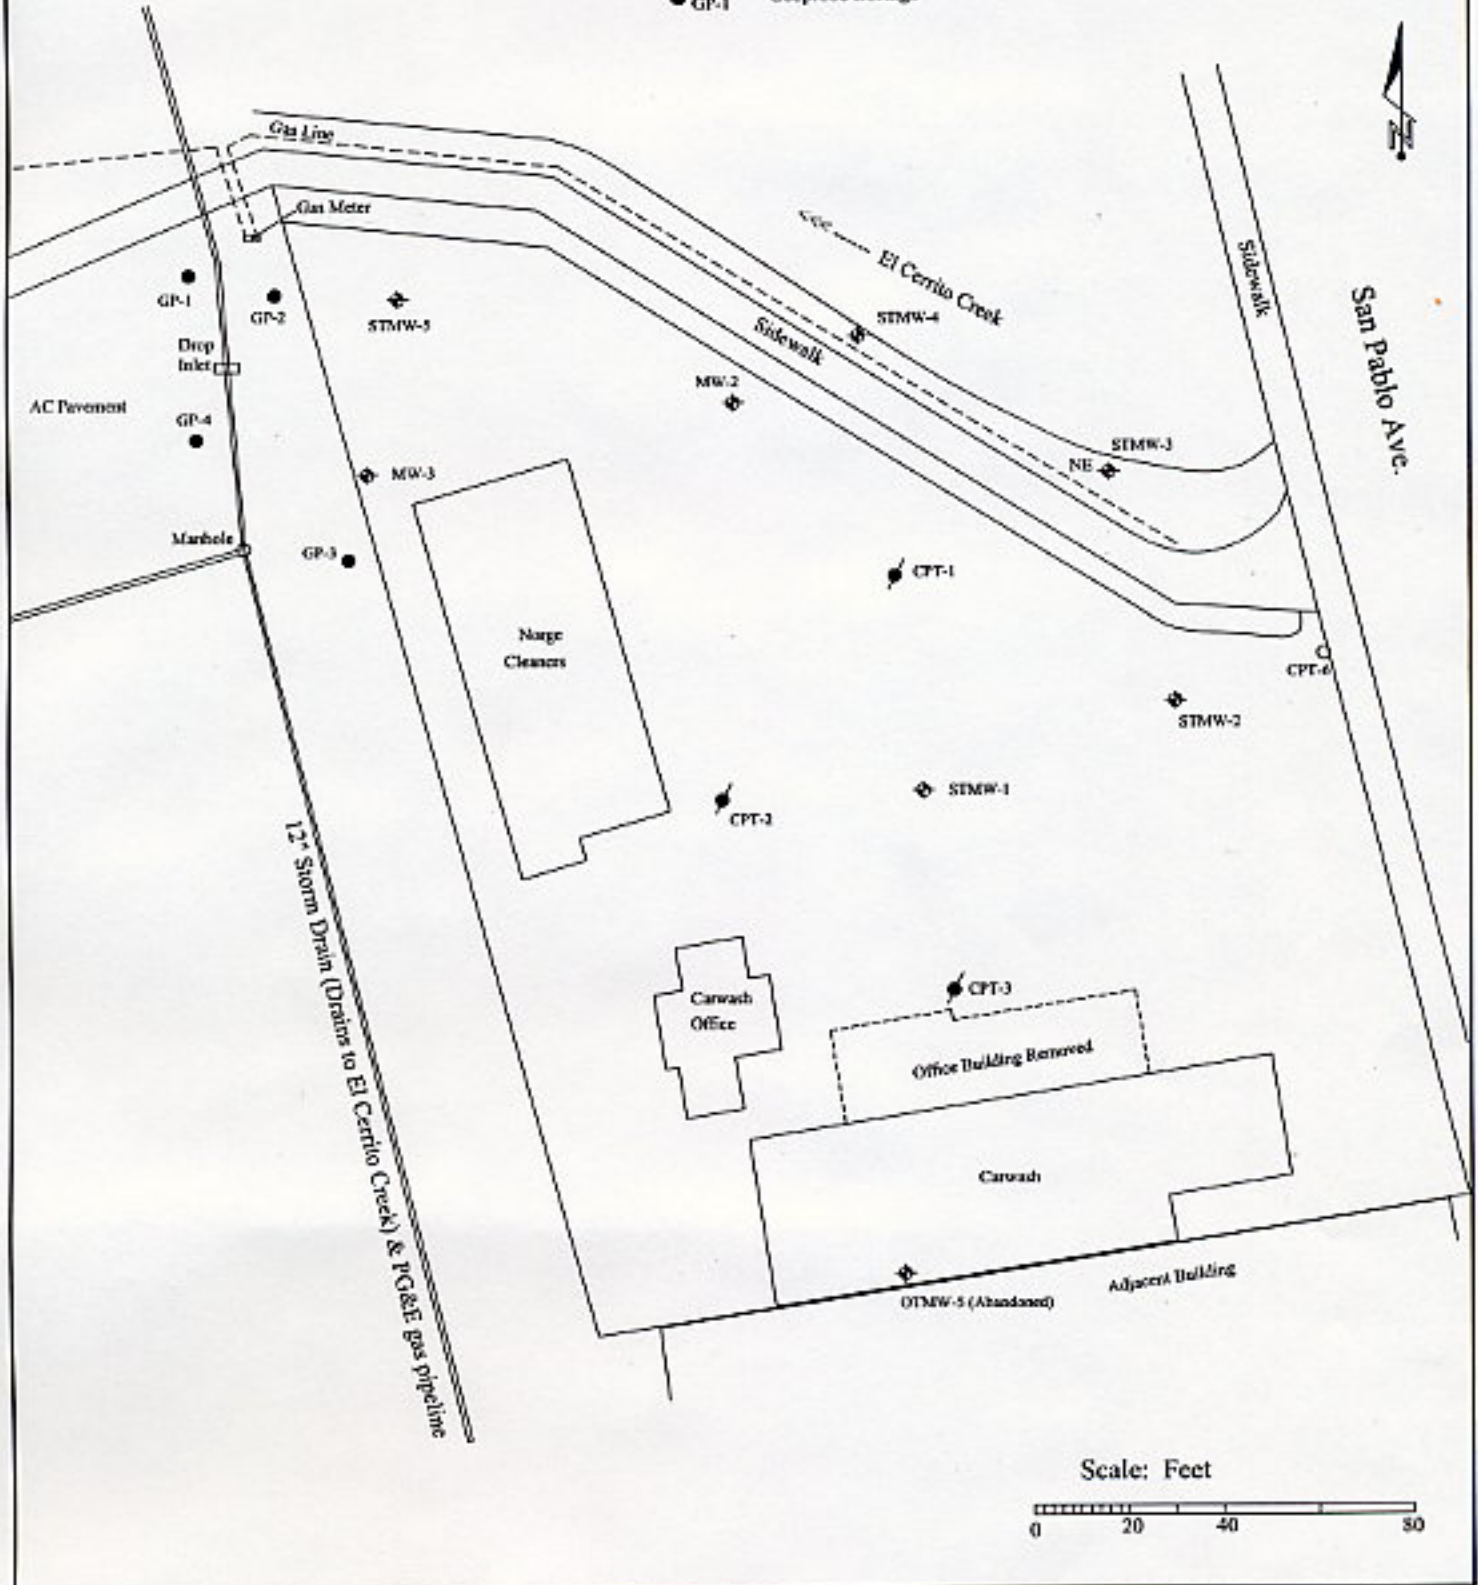 GP-1
N
Gas Line
Gas Meter
El Cerrito Creek
Sidewalk
San Pablo Ave.
GP-1
GP-2
STMW-5
STMW-4
Sidewalk
Drop
Inlet
MW-2
AC Pavement
GP-4
STMW-3
NE
MW-3
Manhole
GP-3
CPT-1
Norge
Cleaners
CPT-6
STMW-2
STMW-1
CPT-2
12" Storm Drain (Drains to El Cerrito Creek) & PG&E gas pipeline
Carwash
Office
CPT-3
Office Building Removed
Carwash
Adjacent Building
OTMW-5 (Abandoned)
Scale: Feet
0 20 40 80